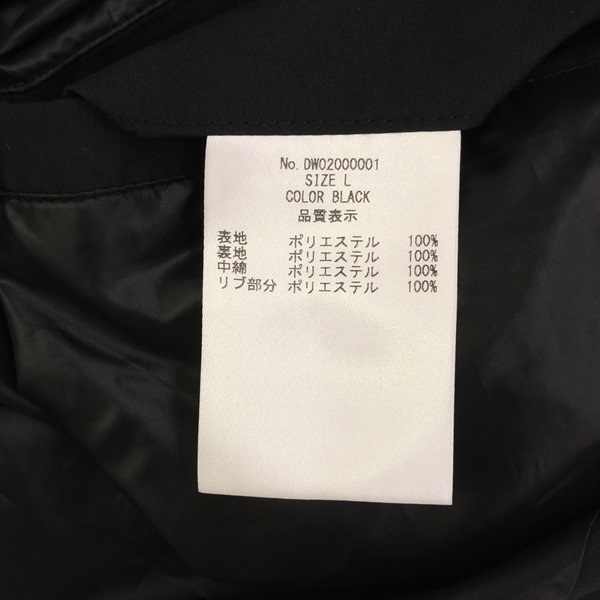 No. DW02000001
SIZE L
COLOR BLACK
品質表示
表地 ポリエステル 100%
裏地 ポリエステル 100%
中綿 ポリエステル 100%
リブ部分 ポリエステル 100%